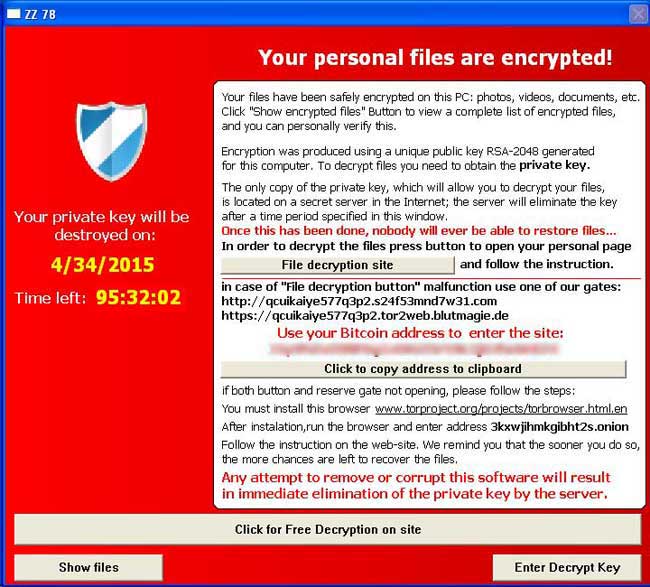 ZZ 78
Your personal files are encrypted!
Your private key will be
destroyed on:
4/34/2015
Time left: 95:32:02
Your files have been safely encrypted on this PC: photos, videos, documents, etc.
Click "Show encrypted files" Button to view a complete list of encrypted files,
and you can personally verify this.
Encryption was produced using a unique public key RSA-2048 generated
for this computer. To decrypt files you need to obtain the private key.
The only copy of the private key, which will allow you to decrypt your files,
is located on a secret server in the Internet; the server will eliminate the key
after a time period specified in this window.
Once this has been done, nobody will ever be able to restore files...
In order to decrypt the files press button to open your personal page
File decryption site and follow the instruction.
in case of "File decryption button" malfunction use one of our gates:
http://qcuikaiye577q3p2.s24f53mnd7w31.com
https://qcuikaiye577q3p2.tor2web.blutmagie.de
Use your Bitcoin address to enter the site:
Click to copy address to clipboard
if both button and reserve gate not opening, please follow the steps:
You must install this browser www.torproject.org/projects/torbrowser.html.en
After instalation,run the browser and enter address 3kxwjihmkgibht2s.onion
Follow the instruction on the web-site. We remind you that the sooner you do so,
the more chances are left to recover the files.
Any attempt to remove or corrupt this software will result
in immediate elimination of the private key by the server.
Click for Free Decryption on site
Show files
Enter Decrypt Key